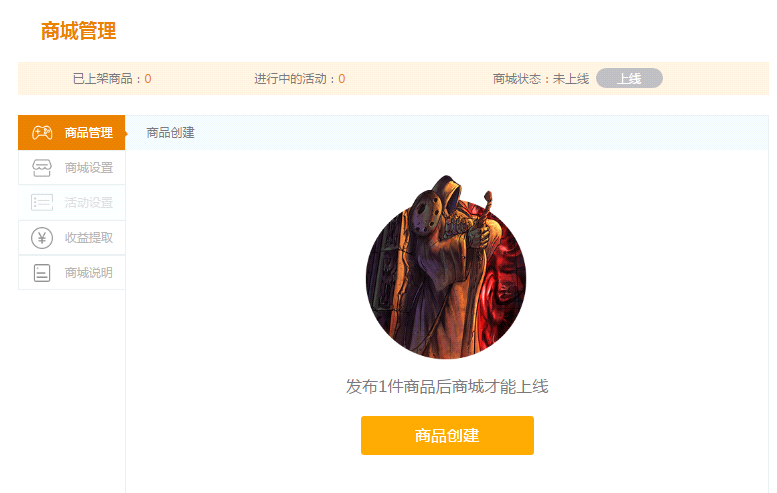 商城管理
已上架商品：0 进行中的活动：0 商城状态：未上线 上线
商品管理 商品创建
商城设置
活动设置
收益提取
商城说明
发布1件商品后商城才能上线
商品创建